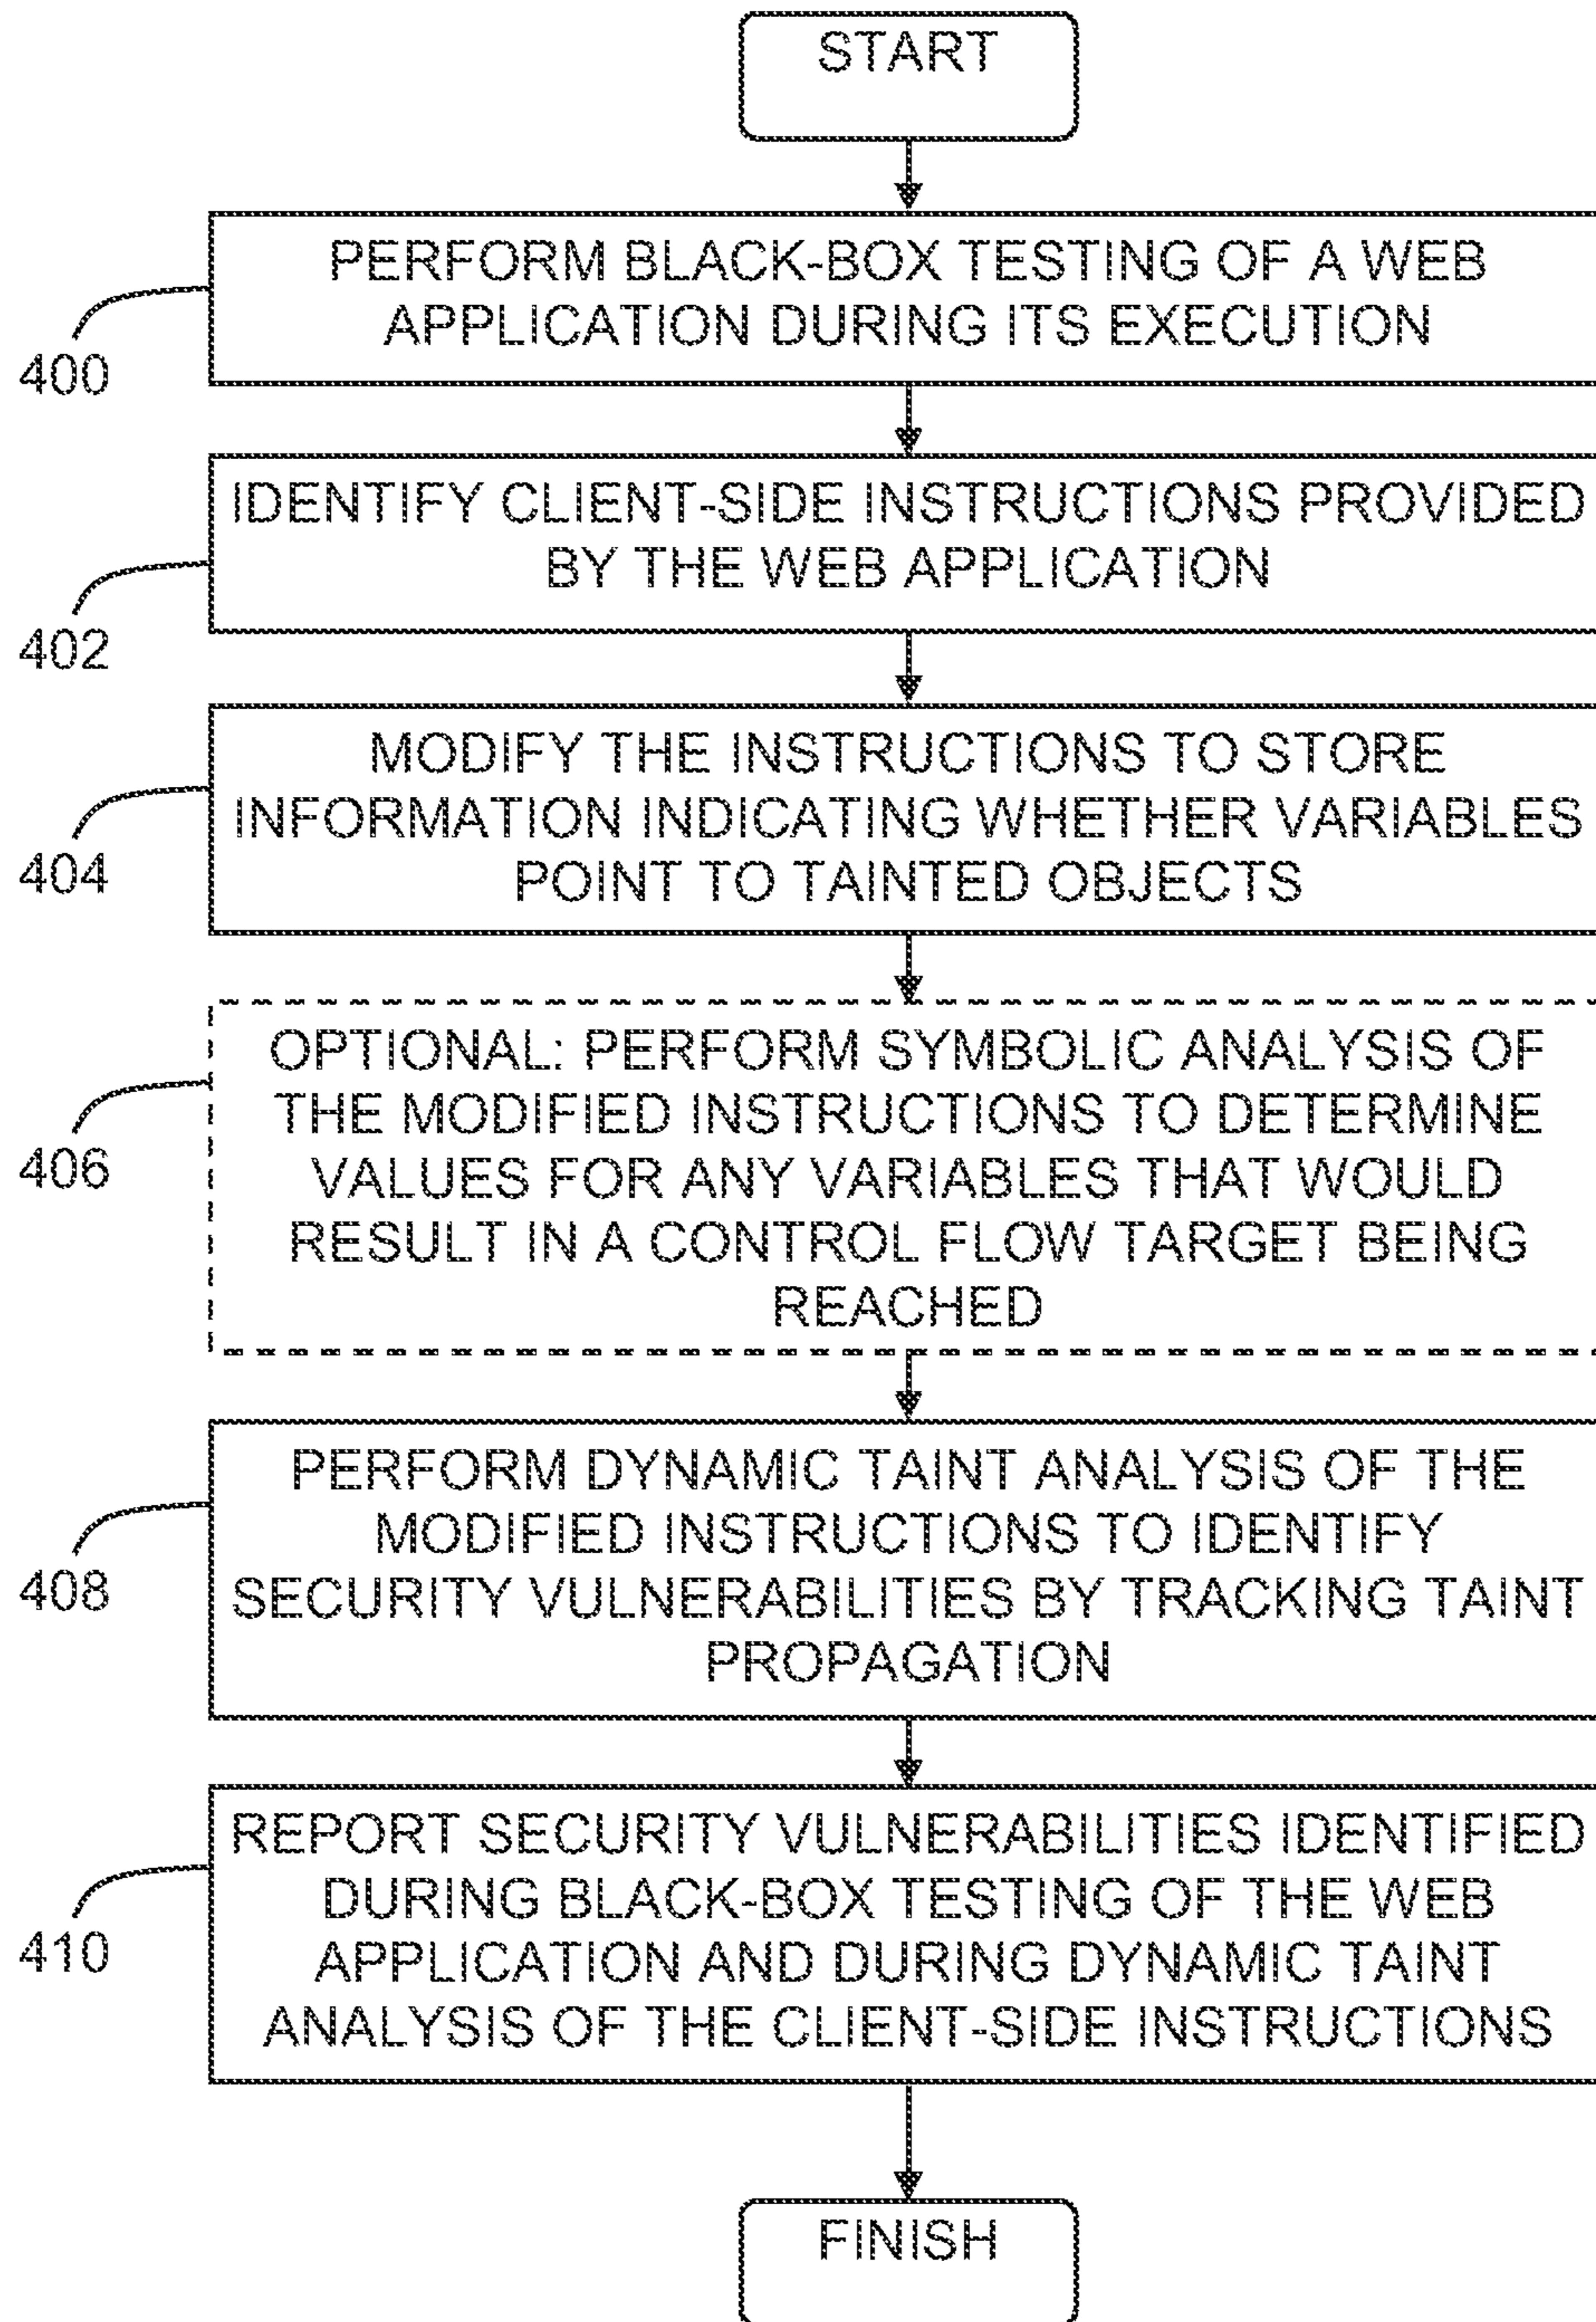 START
PERFORM BLACK-BOX TESTING OF A WEB
APPLICATION DURING ITS EXECUTION
400
IDENTIFY CLIENT-SIDE INSTRUCTIONS PROVIDED
BY THE WEB APPLICATION
402
MODIFY THE INSTRUCTIONS TO STORE
INFORMATION INDICATING WHETHER VARIABLES
POINT TO TAINTED OBJECTS
404
OPTIONAL: PERFORM SYMBOLIC ANALYSIS OF
THE MODIFIED INSTRUCTIONS TO DETERMINE
VALUES FOR ANY VARIABLES THAT WOULD
RESULT IN A CONTROL FLOW TARGET BEING
REACHED
406
PERFORM DYNAMIC TAINT ANALYSIS OF THE
MODIFIED INSTRUCTIONS TO IDENTIFY
SECURITY VULNERABILITIES BY TRACKING TAINT
PROPAGATION
408
REPORT SECURITY VULNERABILITIES IDENTIFIED
DURING BLACK-BOX TESTING OF THE WEB
APPLICATION AND DURING DYNAMIC TAINT
ANALYSIS OF THE CLIENT-SIDE INSTRUCTIONS
410
FINISH